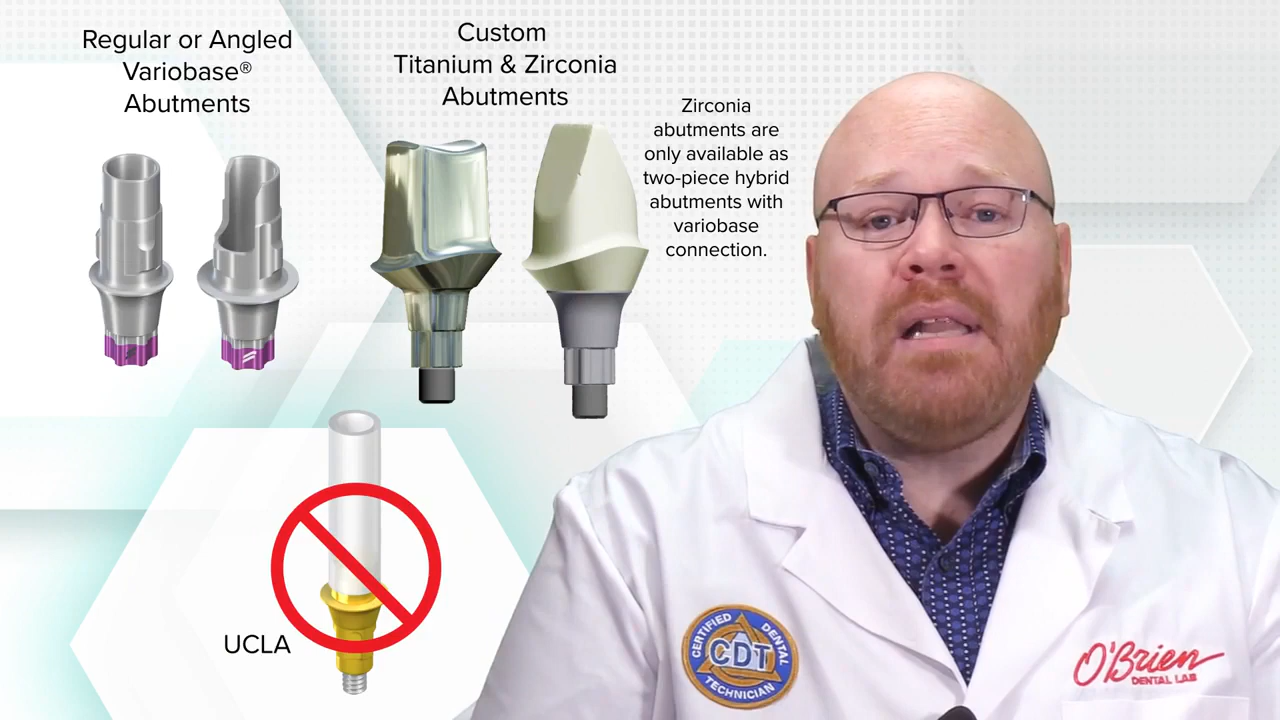 Regular or Angled
Variobase®
Abutments
Custom
Titanium & Zirconia
Abutments
Zirconia
abutments are
only available as
two-piece hybrid
abutments with
variobase
connection.
UCLA
CERTIFIED DENTAL
CDT
TECHNICIAN
O'Brien
DENTAL LAB